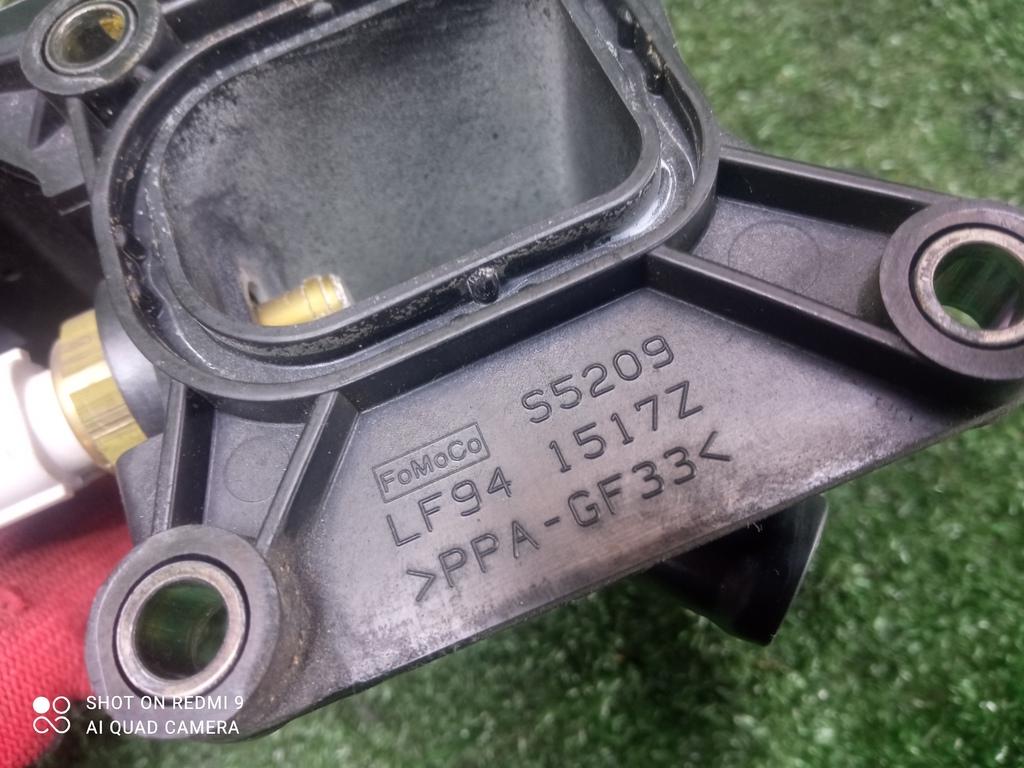 S5209
FoMoCo
LF94 1517Z
>PPA-GF33<
SHOT ON REDMI 9
AI QUAD CAMERA